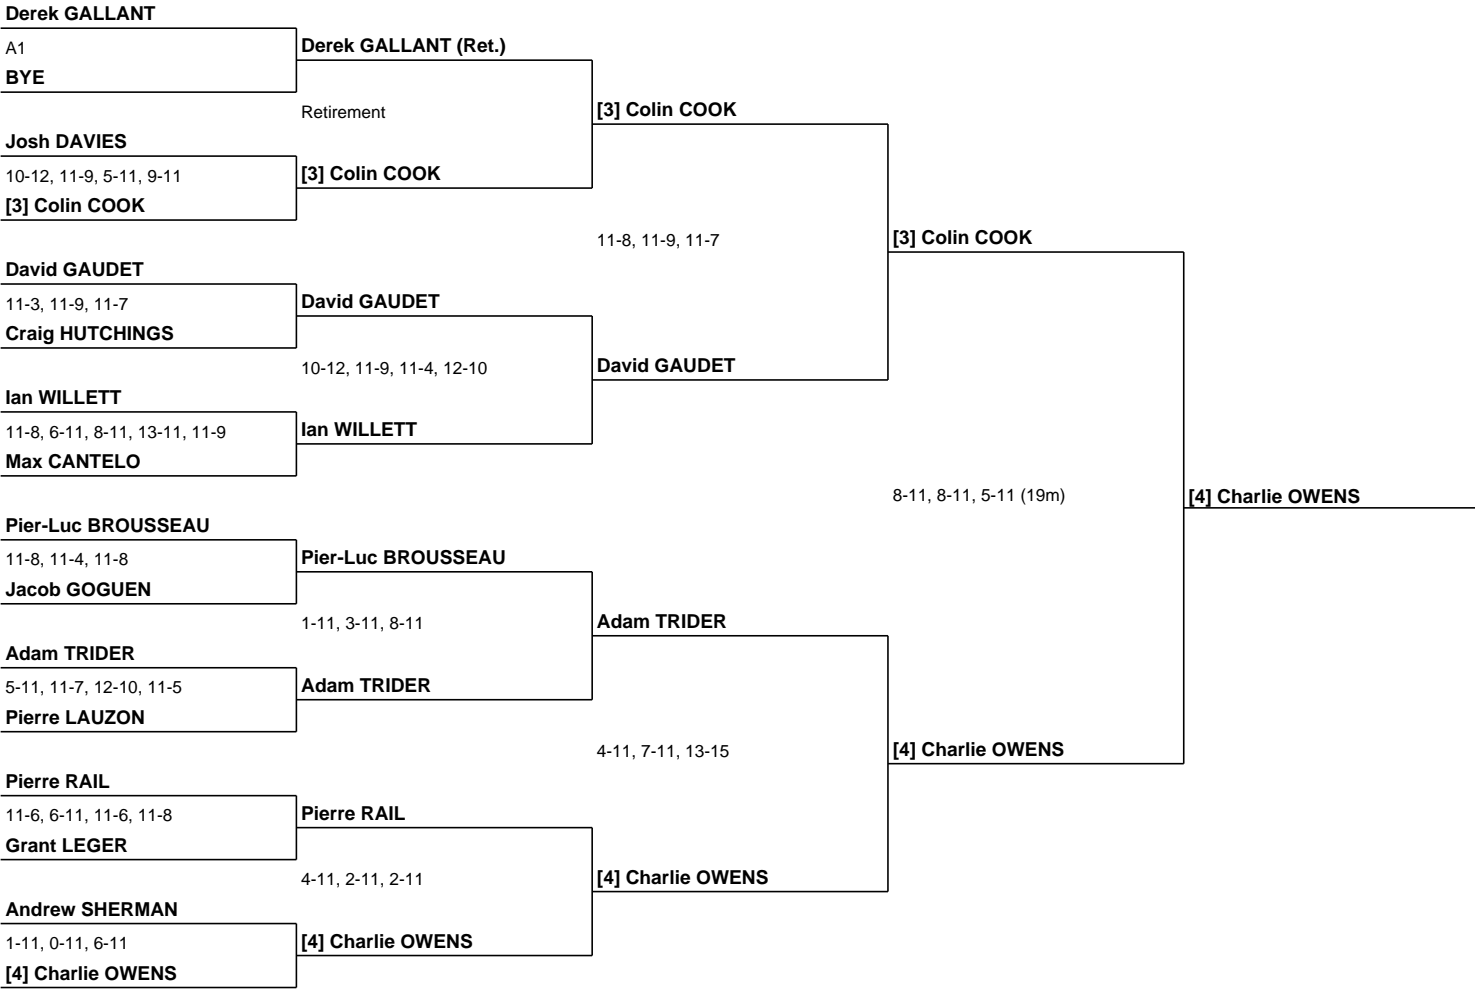 Derek GALLANT
A1
BYE
Josh DAVIES
10-12, 11-9, 5-11, 9-11
[3] Colin COOK
David GAUDET
11-3, 11-9, 11-7
Craig HUTCHINGS
Ian WILLETT
11-8, 6-11, 8-11, 13-11, 11-9
Max CANTELO
Pier-Luc BROUSSEAU
11-8, 11-4, 11-8
Jacob GOGUEN
Adam TRIDER
5-11, 11-7, 12-10, 11-5
Pierre LAUZON
Pierre RAIL
11-6, 6-11, 11-6, 11-8
Grant LEGER
Andrew SHERMAN
1-11, 0-11, 6-11
[4] Charlie OWENS
Derek GALLANT (Ret.)
Retirement
[3] Colin COOK
David GAUDET
10-12, 11-9, 11-4, 12-10
Ian WILLETT
Pier-Luc BROUSSEAU
1-11, 3-11, 8-11
Adam TRIDER
Pierre RAIL
4-11, 2-11, 2-11
[4] Charlie OWENS
[3] Colin COOK
11-8, 11-9, 11-7
David GAUDET
Adam TRIDER
4-11, 7-11, 13-15
[4] Charlie OWENS
[3] Colin COOK
8-11, 8-11, 5-11 (19m)
[4] Charlie OWENS
[4] Charlie OWENS